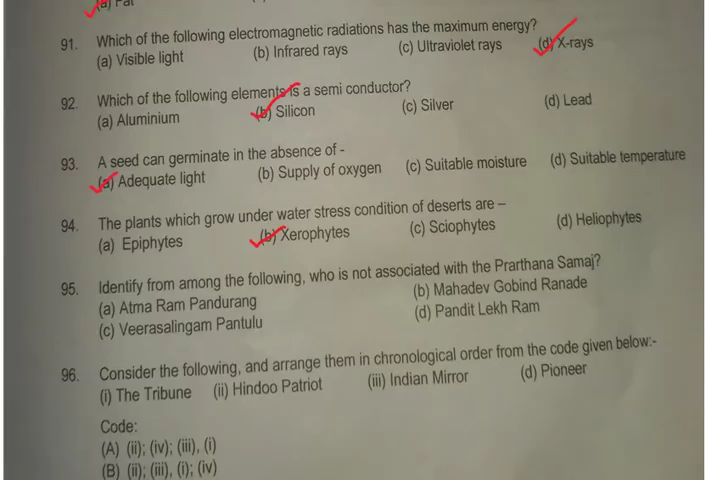 (a) Fat
91. Which of the following electromagnetic radiations has the maximum energy?
(a) Visible light (b) Infrared rays (c) Ultraviolet rays (d) X-rays
92. Which of the following elements is a semi conductor?
(a) Aluminium (b) Silicon (c) Silver (d) Lead
93. A seed can germinate in the absence of -
(a) Adequate light (b) Supply of oxygen (c) Suitable moisture (d) Suitable temperature
94. The plants which grow under water stress condition of deserts are –
(a) Epiphytes (b) Xerophytes (c) Sciophytes (d) Heliophytes
95. Identify from among the following, who is not associated with the Prarthana Samaj?
(a) Atma Ram Pandurang (b) Mahadev Gobind Ranade
(c) Veerasalingam Pantulu (d) Pandit Lekh Ram
96. Consider the following, and arrange them in chronological order from the code given below:-
(i) The Tribune (ii) Hindoo Patriot (iii) Indian Mirror (d) Pioneer
Code:
(A) (ii); (iv); (iii), (i)
(B) (ii); (iii), (i); (iv)